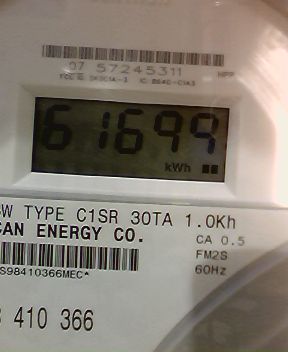 07 57245311
HPP
61699
kWh
W TYPE C1SR 30TA 1.0Kh
CAN ENERGY CO.
CA 0.5
FM2S
60Hz
S98410366MEC*
410 366